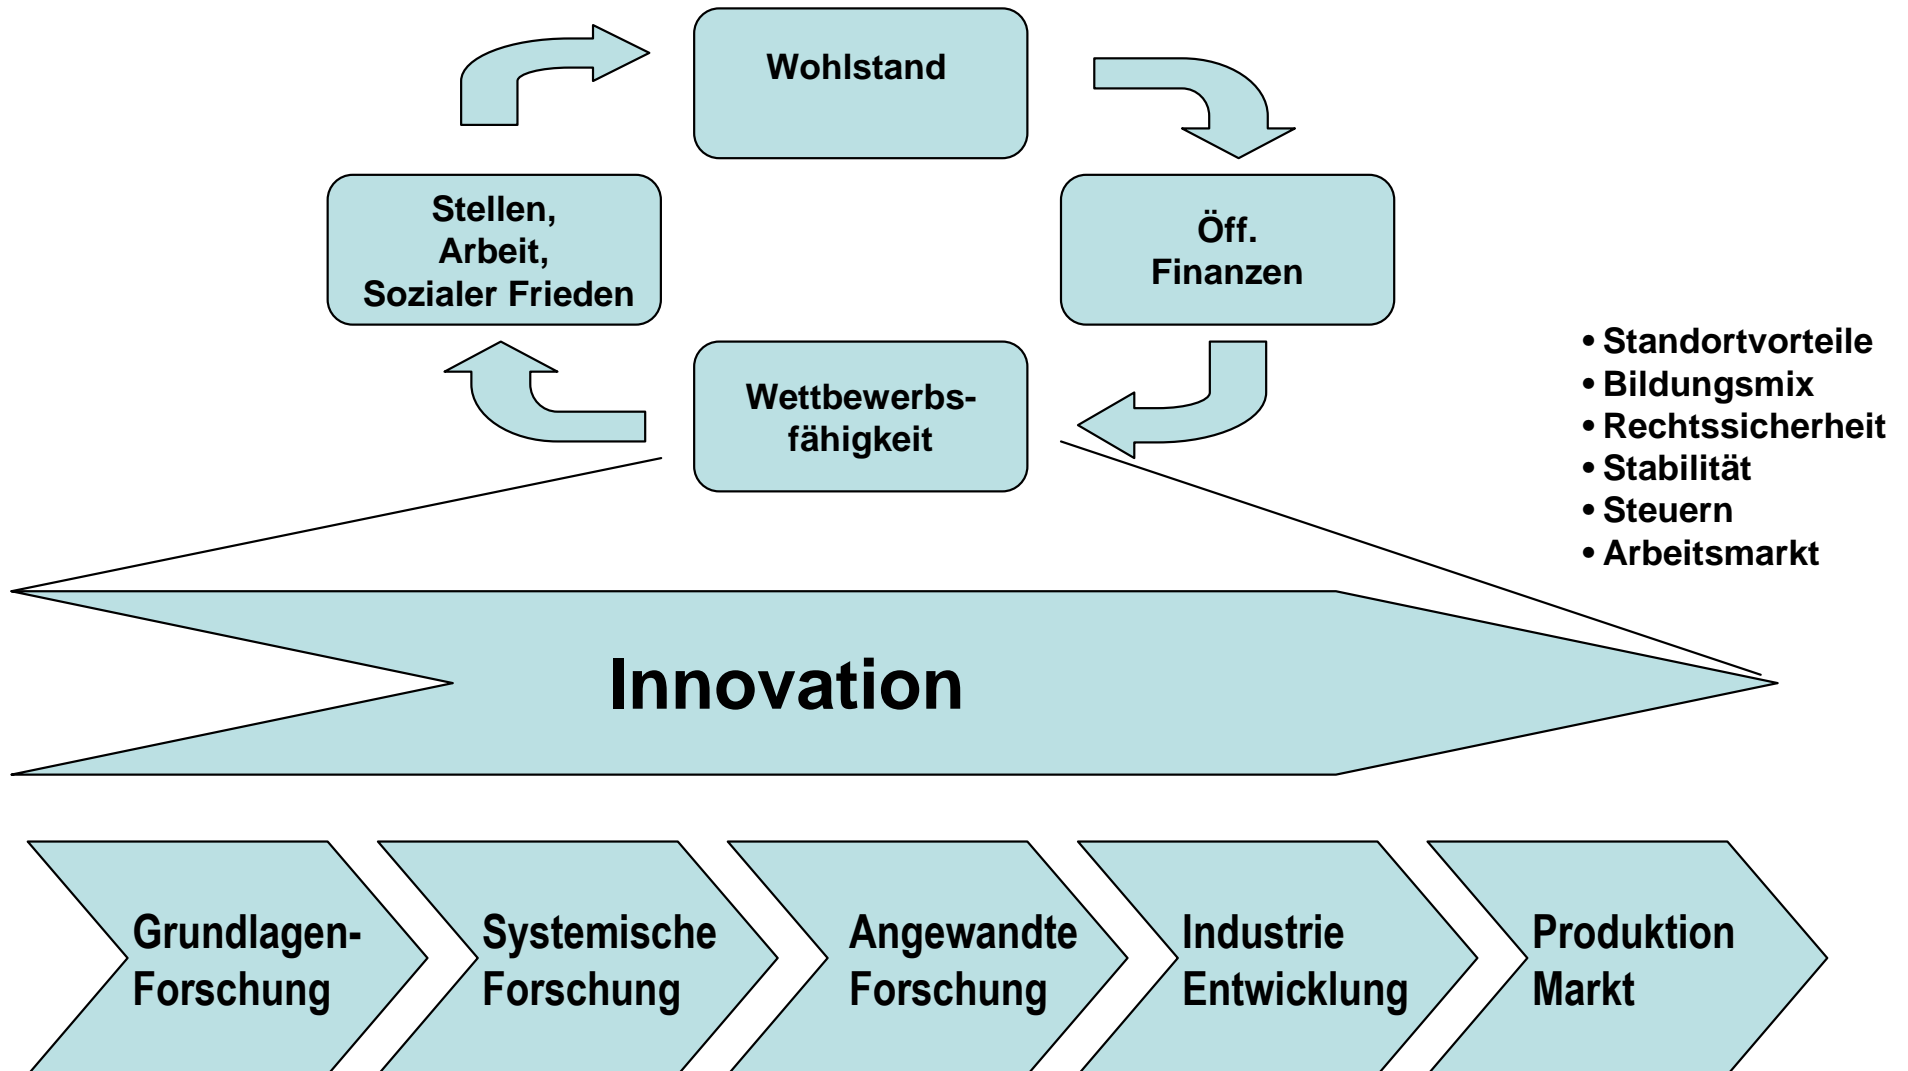 Wohlstand
Stellen,
Arbeit,
Sozialer Frieden
Öff.
Finanzen
Wettbewerbs-
fähigkeit
• Standortvorteile
• Bildungsmix
• Rechtssicherheit
• Stabilität
• Steuern
• Arbeitsmarkt
Innovation
Grundlagen-
Forschung
Systemische
Forschung
Angewandte
Forschung
Industrie
Entwicklung
Produktion
Markt